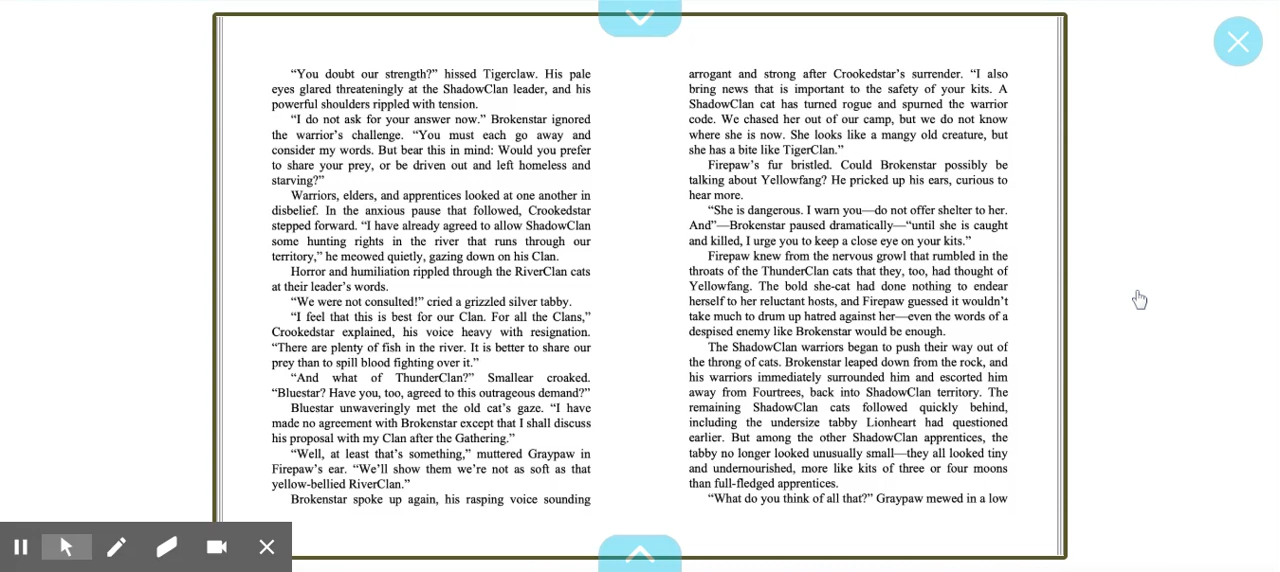 “You doubt our strength?” hissed Tigerclaw. His pale
eyes glared threateningly at the ShadowClan leader, and his
powerful shoulders rippled with tension.
“I do not ask for your answer now.” Brokenstar ignored
the warrior’s challenge. “You must each go away and
consider my words. But bear this in mind: Would you prefer
to share your prey, or be driven out and left homeless and
starving?”
Warriors, elders, and apprentices looked at one another in
disbelief. In the anxious pause that followed, Crookedstar
stepped forward. “I have already agreed to allow ShadowClan
some hunting rights in the river that runs through our
territory,” he meowed quietly, gazing down on his Clan.
Horror and humiliation rippled through the RiverClan cats
at their leader’s words.
“We were not consulted!” cried a grizzled silver tabby.
“I feel that this is best for our Clan. For all the Clans,”
Crookedstar explained, his voice heavy with resignation.
“There are plenty of fish in the river. It is better to share our
prey than to spill blood fighting over it.”
“And what of ThunderClan?” Smallear croaked.
“Bluestar? Have you, too, agreed to this outrageous demand?”
Bluestar unwaveringly met the old cat’s gaze. “I have
made no agreement with Brokenstar except that I shall discuss
his proposal with my Clan after the Gathering.”
“Well, at least that’s something,” muttered Graypaw in
Firepaw’s ear. “We’ll show them we’re not as soft as that
yellow-bellied RiverClan.”
Brokenstar spoke up again, his rasping voice sounding
arrogant and strong after Crookedstar’s surrender. “I also
bring news that is important to the safety of your kits. A
ShadowClan cat has turned rogue and spurned the warrior
code. We chased her out of our camp, but we do not know
where she is now. She looks like a mangy old creature, but
she has a bite like TigerClan.”
Firepaw’s fur bristled. Could Brokenstar possibly be
talking about Yellowfang? He pricked up his ears, curious to
hear more.
“She is dangerous. I warn you—do not offer shelter to her.
And”—Brokenstar paused dramatically—“until she is caught
and killed, I urge you to keep a close eye on your kits.”
Firepaw knew from the nervous growl that rumbled in the
throats of the ThunderClan cats that they, too, had thought of
Yellowfang. The bold she-cat had done nothing to endear
herself to her reluctant hosts, and Firepaw guessed it wouldn’t
take much to drum up hatred against her—even the words of a
despised enemy like Brokenstar would be enough.
The ShadowClan warriors began to push their way out of
the throng of cats. Brokenstar leaped down from the rock, and
his warriors immediately surrounded him and escorted him
away from Fourtrees, back into ShadowClan territory. The
remaining ShadowClan cats followed quickly behind,
including the undersize tabby Lionheart had questioned
earlier. But among the other ShadowClan apprentices, the
tabby no longer looked unusually small—they all looked tiny
and undernourished, more like kits of three or four moons
than full-fledged apprentices.
“What do you think of all that?” Graypaw mewed in a low